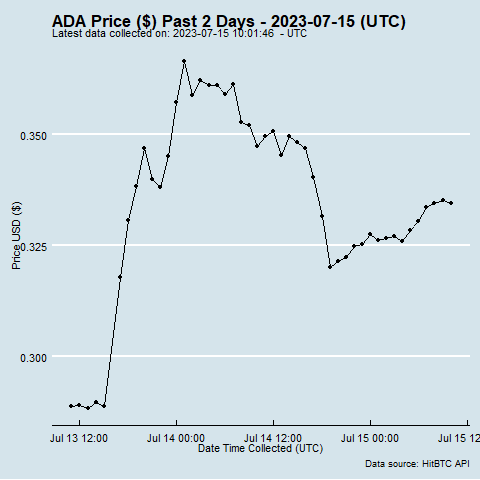 ADA Price ($) Past 2 Days - 2023-07-15 (UTC)
Latest data collected on: 2023-07-15 10:01:46 - UTC
0.350
0.325
0.300
Price USD ($)
Jul 13 12:00 Jul 14 00:00 Jul 14 12:00 Jul 15 00:00 Jul 15 12
Date Time Collected (UTC)
Data source: HitBTC API